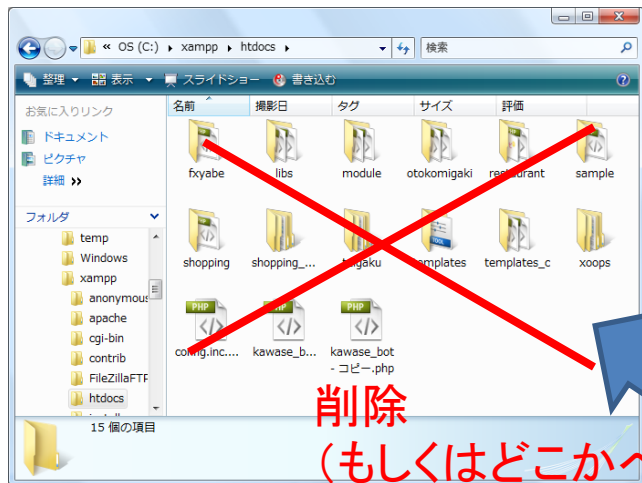 « OS (C:) ▸ xampp ▸ htdocs ▸
検索
整理 表示 スライドショー 書き込む
お気に入りリンク
ドキュメント
ピクチャ
詳細 »
フォルダ
temp
Windows
xampp
anonymous
apache
cgi-bin
contrib
FileZillaFTP
htdocs
名前 撮影日 タグ サイズ 評価
fxyabe libs module otokomigaki restaurant sample
shopping shopping_... templates templates_c xoops
PHP PHP PHP
config.inc.... kawase_b... kawase_bot
- コピー.php
15 個の項目
削除
(もしくはどこかへ